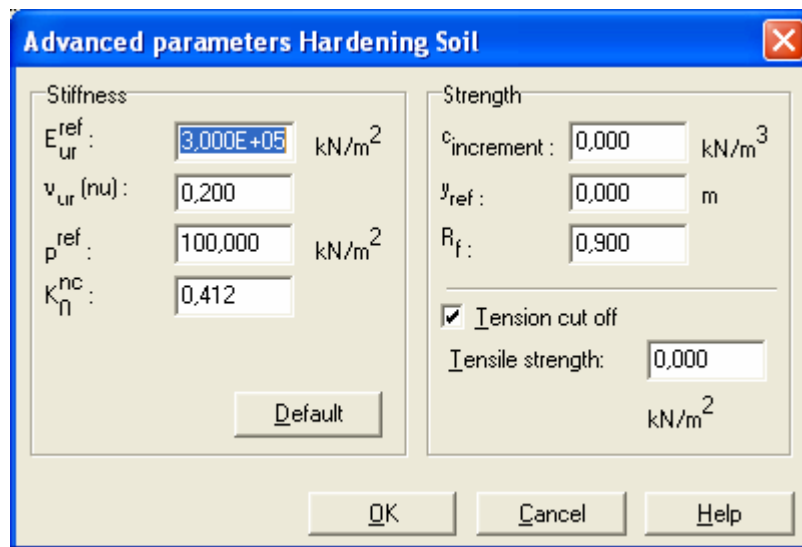 Advanced parameters Hardening Soil
Stiffness
E_ur^ref : 3,000E+05 kN/m²
ν_ur (nu) : 0,200
p^ref : 100,000 kN/m²
K_0^nc : 0,412
Default
Strength
c_increment : 0,000 kN/m³
y_ref : 0,000 m
R_f : 0,900
Tension cut off
Tensile strength: 0,000
kN/m²
OK Cancel Help